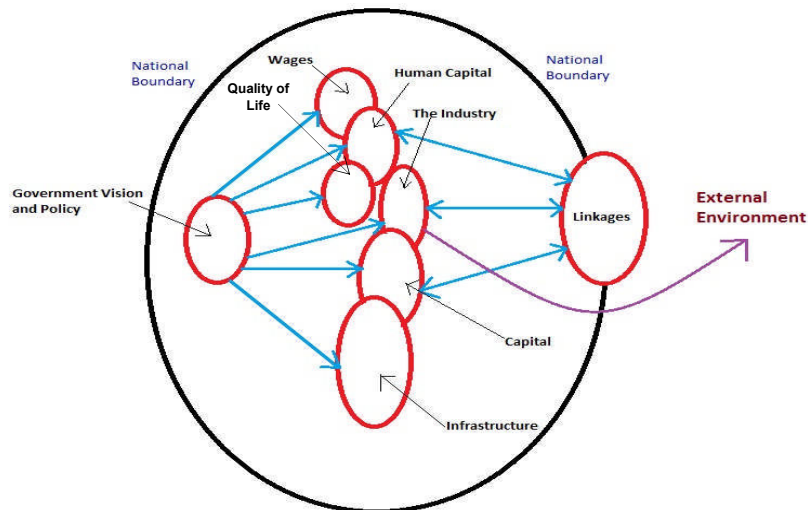 National
Boundary
Wages
Human Capital
National
Boundary
Quality of
Life
The Industry
Government Vision
and Policy
External
Environment
Linkages
Capital
Infrastructure